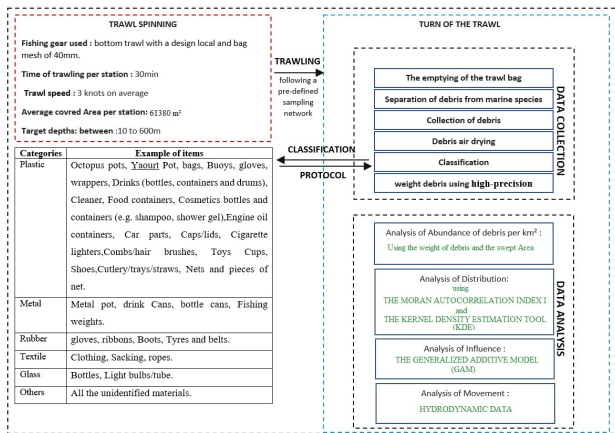 TRAWL SPINNING
Fishing gear used : bottom trawl with a design local and bag
mesh of 40mm.
Time of trawling per station : 30min
Trawl speed : 3 knots on average
Average covred Area per station: 61380 m²
Target depths: between :10 to 600m
TRAWLING
following a
pre-defined
sampling
network
TURN OF THE TRAWL
The emptying of the trawl bag
Separation of debris from marine species
Collection of debris
Debris air drying
Classification
weight debris using high-precision
DATA COLLECTION
CLASSIFICATION
PROTOCOL
Categories Example of items
Plastic Octopus pots, Yaourt Pot, bags, Buoys, gloves,
wrappers, Drinks (bottles, containers and drums),
Cleaner, Food containers, Cosmetics bottles and
containers (e.g. shampoo, shower gel),Engine oil
containers, Car parts, Caps/lids, Cigarette
lighters,Combs/hair brushes, Toys Cups,
Shoes,Cutlery/trays/straws, Nets and pieces of
net.
Metal Metal pot, drink Cans, bottle cans, Fishing
weights.
Rubber gloves, ribbons, Boots, Tyres and belts.
Textile Clothing, Sacking, ropes.
Glass Bottles, Light bulbs/tube.
Others All the unidentified materials.
Analysis of Abundance of debris per km² :
Using the weight of debris and the swept Area
Analysis of Distribution:
using
THE MORAN AUTOCORRELATION INDEX I
and
THE KERNEL DENSITY ESTIMATION TOOL
(KDE)
Analysis of Influence :
THE GENERALIZED ADDITIVE MODEL
(GAM)
Analysis of Movement :
HYDRODYNAMIC DATA
DATA ANALYSIS